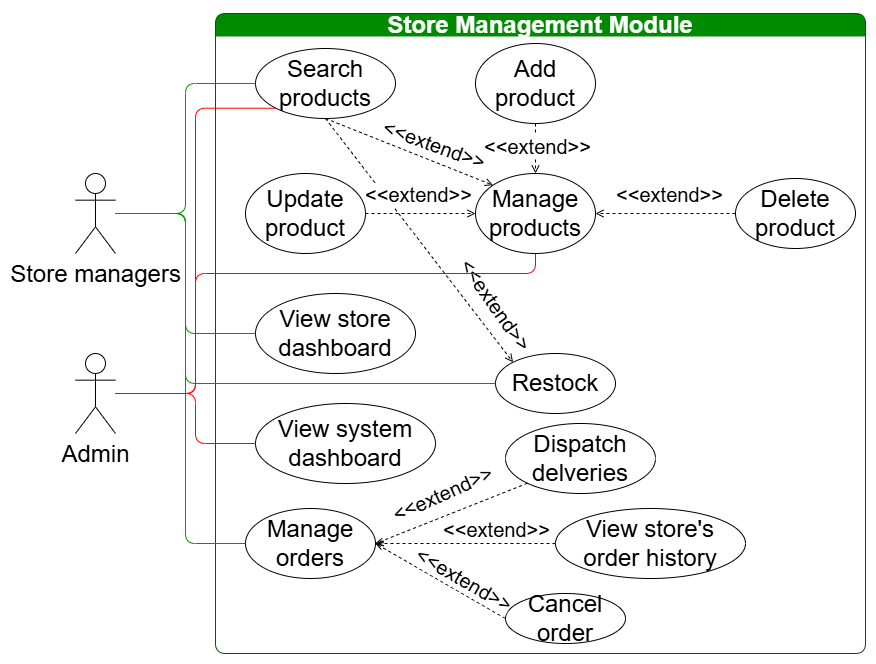 Store Management Module
Search
products
Add
product
<<extend>>
<<extend>>
Update
product
<<extend>>
Manage
products
<<extend>>
Delete
product
Store managers
<<extend>>
View store
dashboard
Restock
Admin
View system
dashboard
Dispatch
delveries
<<extend>>
Manage
orders
<<extend>>
View store's
order history
<<extend>>
Cancel
order